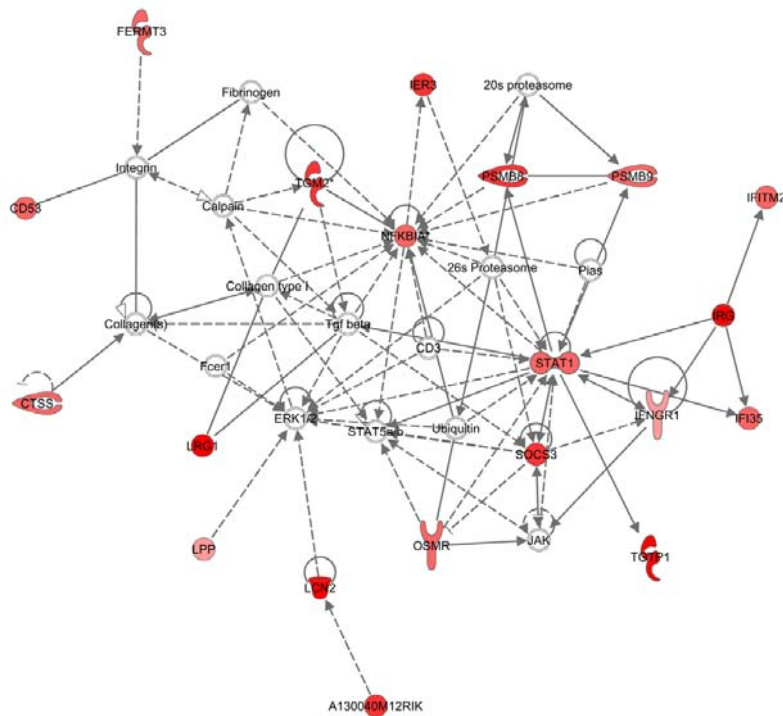 FERMT3
Fibrinogen
IER3
20s proteasome
Integrin
TGM2*
PSMB8
PSMB9
CD53
Calpain
IFITM2
NFKBIA*
26s Proteasome
Pias
Collagen type I
Collagen(s)
Tgf beta
IRG
CD3
STAT1
Fcer1
CTSS
ERK1/2
STAT5a/b
Ubiquitin
IFNGR1
IFI35
LRG1
SOCS3
LPP
OSMR
JAK
TGTP1
LCN2
A130040M12RIK